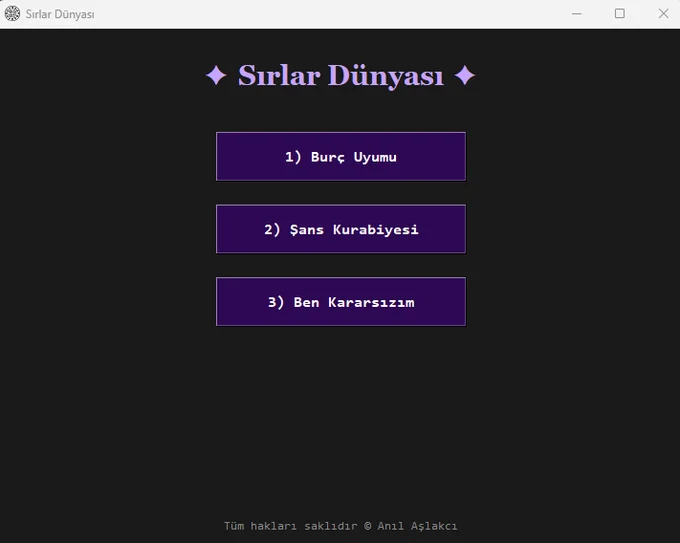 Sırlar Dünyası
✦ Sırlar Dünyası ✦
1) Burç Uyumu
2) Şans Kurabiyesi
3) Ben Kararsızım
Tüm hakları saklıdır © Anıl Aşlakcı